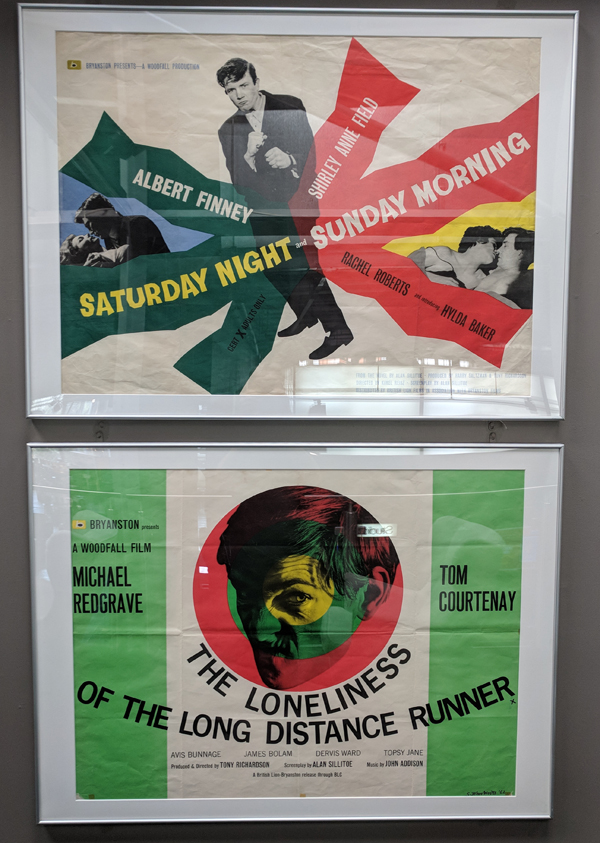 BRYANSTON PRESENTS—A WOODFALL PRODUCTION
ALBERT FINNEY
SHIRLEY ANNE FIELD
SATURDAY NIGHT and SUNDAY MORNING
RACHEL ROBERTS
and introducing HYLDA BAKER
CERT X ADULTS ONLY
BRYANSTON presents
A WOODFALL FILM
MICHAEL
REDGRAVE
TOM
COURTENAY
THE LONELINESS
OF THE LONG DISTANCE RUNNER
x
AVIS BUNNAGE JAMES BOLAM DERVIS WARD TOPSY JANE
Produced & Directed by TONY RICHARDSON Screenplay by ALAN SILLITOE Music by JOHN ADDISON
A British Lion-Bryanston release through BLC